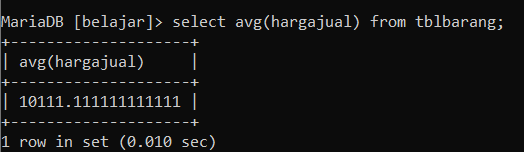 MariaDB [belajar]> select avg(hargajual) from tblbarang;
+--------------------+
| avg(hargajual)     |
+--------------------+
| 10111.111111111111 |
+--------------------+
1 row in set (0.010 sec)